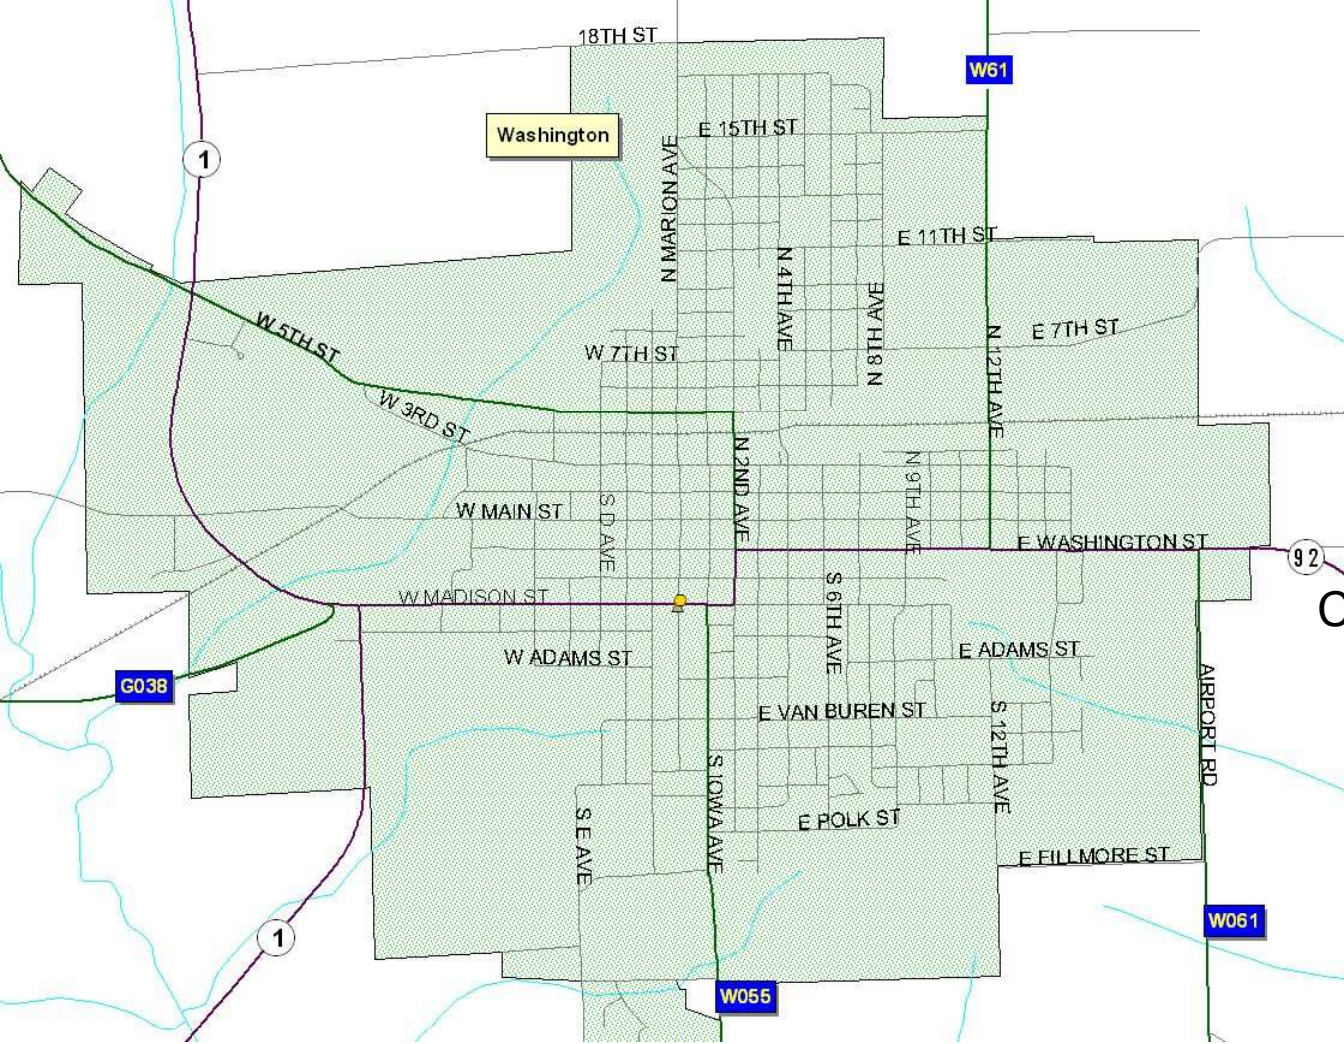 18TH ST
W61
Washington
E 15TH ST
1
N MARION AVE
E 11TH ST
N 4TH AVE
N 8TH AVE
W 5TH ST
E 7TH ST
W 7TH ST
N 12TH AVE
W 3RD ST
N 2ND AVE
N 9TH AVE
S D AVE
W MAIN ST
E WASHINGTON ST
92
W MADISON ST
S 6TH AVE
C
W ADAMS ST
E ADAMS ST
G038
AIRPORT RD
E VAN BUREN ST
S 12TH AVE
S IOWA AVE
S E AVE
E POLK ST
E FILLMORE ST
W061
1
W055